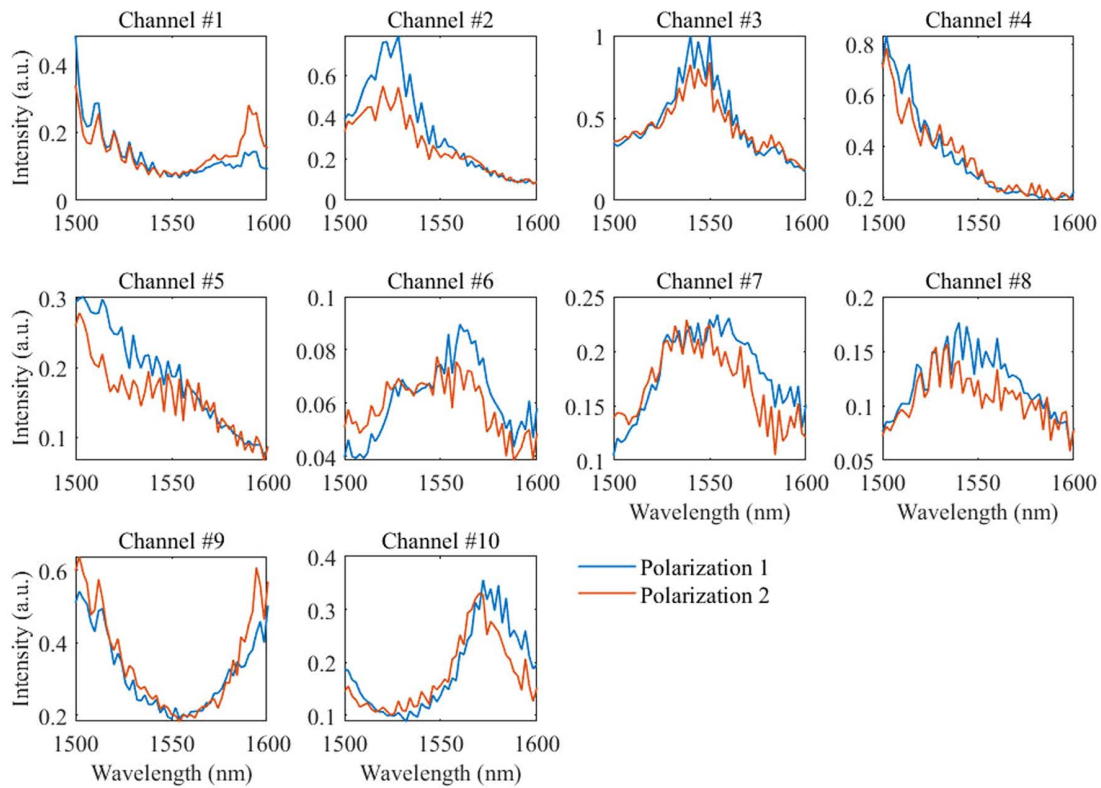 Channel #1
Channel #2
Channel #3
Channel #4
Intensity (a.u.)
0.4
0.2
0
0.6
0.4
0.2
0
1
0.5
0
0.8
0.6
0.4
0.2
1500 1550 1600
1500 1550 1600
1500 1550 1600
1500 1550 1600
Channel #5
Channel #6
Channel #7
Channel #8
Intensity (a.u.)
0.3
0.2
0.1
0.1
0.08
0.06
0.04
0.25
0.2
0.15
0.1
0.2
0.15
0.1
0.05
1500 1550 1600
1500 1550 1600
1500 1550 1600
1500 1550 1600
Wavelength (nm)
Wavelength (nm)
Channel #9
Channel #10
Intensity (a.u.)
0.6
0.4
0.2
0.4
0.3
0.2
0.1
1500 1550 1600
1500 1550 1600
Wavelength (nm)
Wavelength (nm)
Polarization 1
Polarization 2